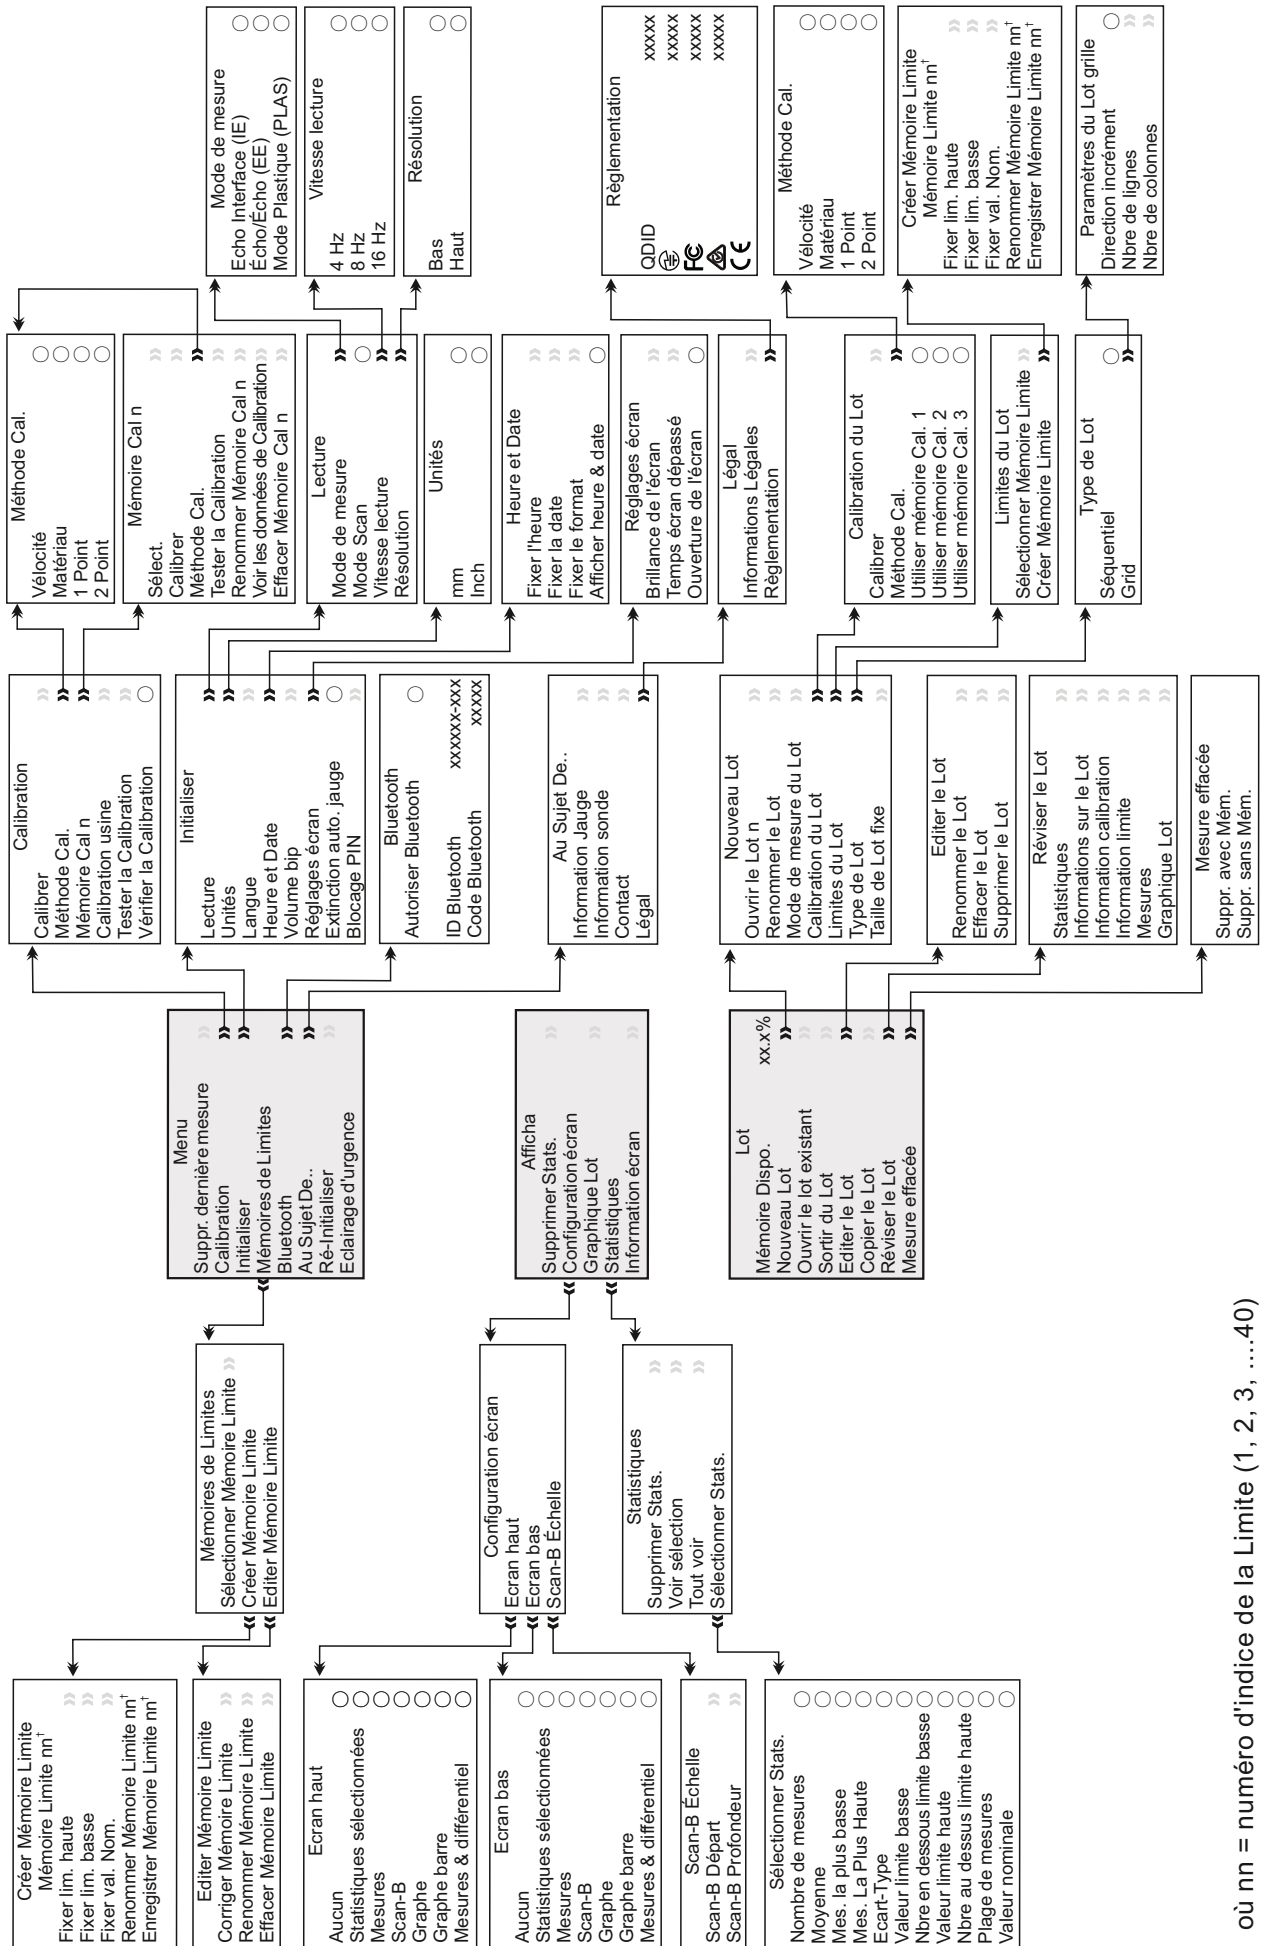 Créer Mémoire Limite
Mémoire Limite nn†
Fixer lim. haute
Fixer lim. basse
Fixer val. Nom.
Renommer Mémoire Limite nn†
Enregistrer Mémoire Limite nn†
Editer Mémoire Limite
Corriger Mémoire Limite
Renommer Mémoire Limite
Effacer Mémoire Limite
Ecran haut
Aucun
Statistiques sélectionnées
Mesures
Scan-B
Graphe
Graphe barre
Mesures & différentiel
Ecran bas
Aucun
Statistiques sélectionnées
Mesures
Scan-B
Graphe
Graphe barre
Mesures & différentiel
Scan-B Échelle
Scan-B Départ
Scan-B Profondeur
Sélectionner Stats.
Nombre de mesures
Moyenne
Mes. la plus basse
Mes. La Plus Haute
Ecart-Type
Valeur limite basse
Nbre en dessous limite basse
Valeur limite haute
Nbre au dessus limite haute
Plage de mesures
Valeur nominale
Mémoires de Limites
Sélectionner Mémoire Limite
Créer Mémoire Limite
Editer Mémoire Limite
Configuration écran
Ecran haut
Ecran bas
Scan-B Échelle
Statistiques
Supprimer Stats.
Voir sélection
Tout voir
Sélectionner Stats.
Menu
Suppr. dernière mesure
Calibration
Initialiser
Mémoires de Limites
Bluetooth
Au Sujet De..
Ré-Initialiser
Eclairage d'urgence
Afficha
Supprimer Stats.
Configuration écran
Graphique Lot
Statistiques
Information écran
Lot
Mémoire Dispo. xx.x%
Nouveau Lot
Ouvrir le lot existant
Sortir du Lot
Editer le Lot
Copier le Lot
Réviser le Lot
Mesure effacée
Calibration
Calibrer
Méthode Cal.
Mémoire Cal n
Calibration usine
Tester la Calibration
Vérifier la Calibration
Initialiser
Lecture
Unités
Langue
Heure et Date
Volume bip
Réglages écran
Extinction auto. jauge
Blocage PIN
Bluetooth
Autoriser Bluetooth
ID Bluetooth xxxxxx-xxx
Code Bluetooth xxxxx
Au Sujet De..
Information Jauge
Information sonde
Contact
Légal
Nouveau Lot
Ouvrir le Lot n
Renommer le Lot
Mode de mesure du Lot
Calibration du Lot
Limites du Lot
Type de Lot
Taille de Lot fixe
Editer le Lot
Renommer le Lot
Effacer le Lot
Supprimer le Lot
Réviser le Lot
Statistiques
Informations sur le Lot
Information calibration
Information limite
Mesures
Graphique Lot
Mesure effacée
Suppr. avec Mém.
Suppr. sans Mém.
Méthode Cal.
Vélocité
Matériau
1 Point
2 Point
Mémoire Cal n
Sélect.
Calibrer
Méthode Cal.
Tester la Calibration
Renommer Mémoire Cal n
Voir les données de Calibration
Effacer Mémoire Cal n
Lecture
Mode de mesure
Mode Scan
Vitesse lecture
Résolution
Unités
mm
Inch
Heure et Date
Fixer l'heure
Fixer la date
Fixer le format
Afficher heure & date
Réglages écran
Brillance de l'écran
Temps écran dépassé
Ouverture de l'écran
Légal
Informations Légales
Règlementation
Calibration du Lot
Calibrer
Méthode Cal.
Utiliser mémoire Cal. 1
Utiliser mémoire Cal. 2
Utiliser mémoire Cal. 3
Limites du Lot
Sélectionner Mémoire Limite
Créer Mémoire Limite
Type de Lot
Séquentiel
Grid
Mode de mesure
Echo Interface (IE)
Écho/Écho (EE)
Mode Plastique (PLAS)
Vitesse lecture
4 Hz
8 Hz
16 Hz
Résolution
Bas
Haut
Règlementation
QDID xxxxx
xxxxx
FC xxxxx
CE xxxxx
Méthode Cal.
Vélocité
Matériau
1 Point
2 Point
Créer Mémoire Limite
Mémoire Limite nn†
Fixer lim. haute
Fixer lim. basse
Fixer val. Nom.
Renommer Mémoire Limite nn†
Enregistrer Mémoire Limite nn†
Paramètres du Lot grille
Direction incrément
Nbre de lignes
Nbre de colonnes
où nn = numéro d'indice de la Limite (1, 2, 3, ....40)